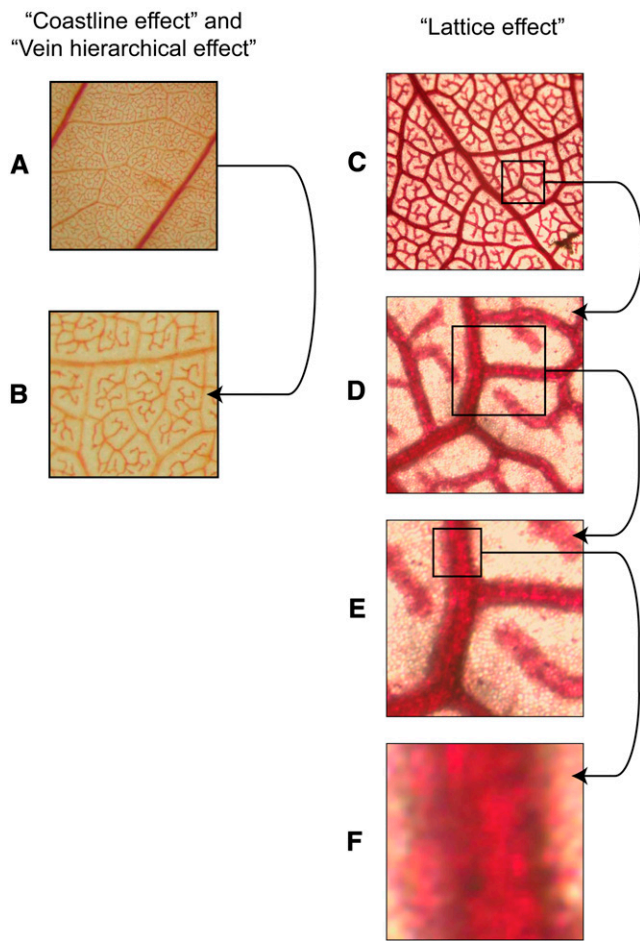 “Coastline effect” and
“Vein hierarchical effect”
“Lattice effect”
A
B
C
D
E
F